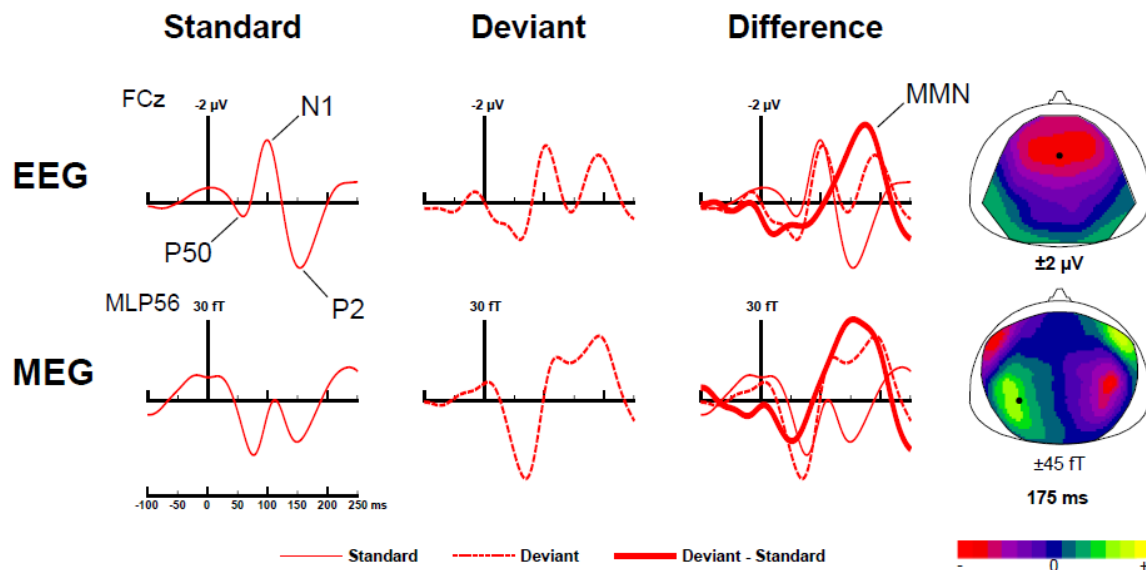 Standard Deviant Difference
FCz
-2 µV
N1
-2 µV
-2 µV
MMN
EEG
P50
P2
±2 µV
MLP56
30 fT
30 fT
30 fT
MEG
±45 fT
175 ms
-100 -50 0 50 100 150 200 250 ms
Standard Deviant Deviant - Standard
- 0 +